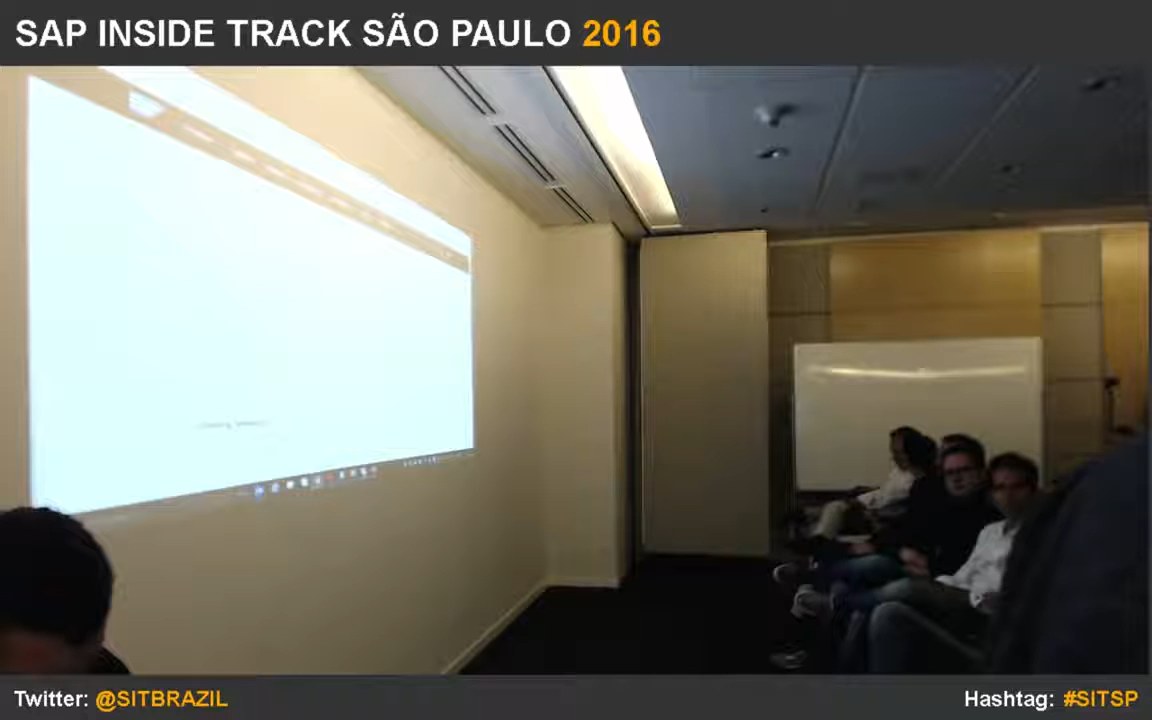 SAP INSIDE TRACK SÃO PAULO 2016
Twitter: @SITBRAZIL
Hashtag: #SITSP